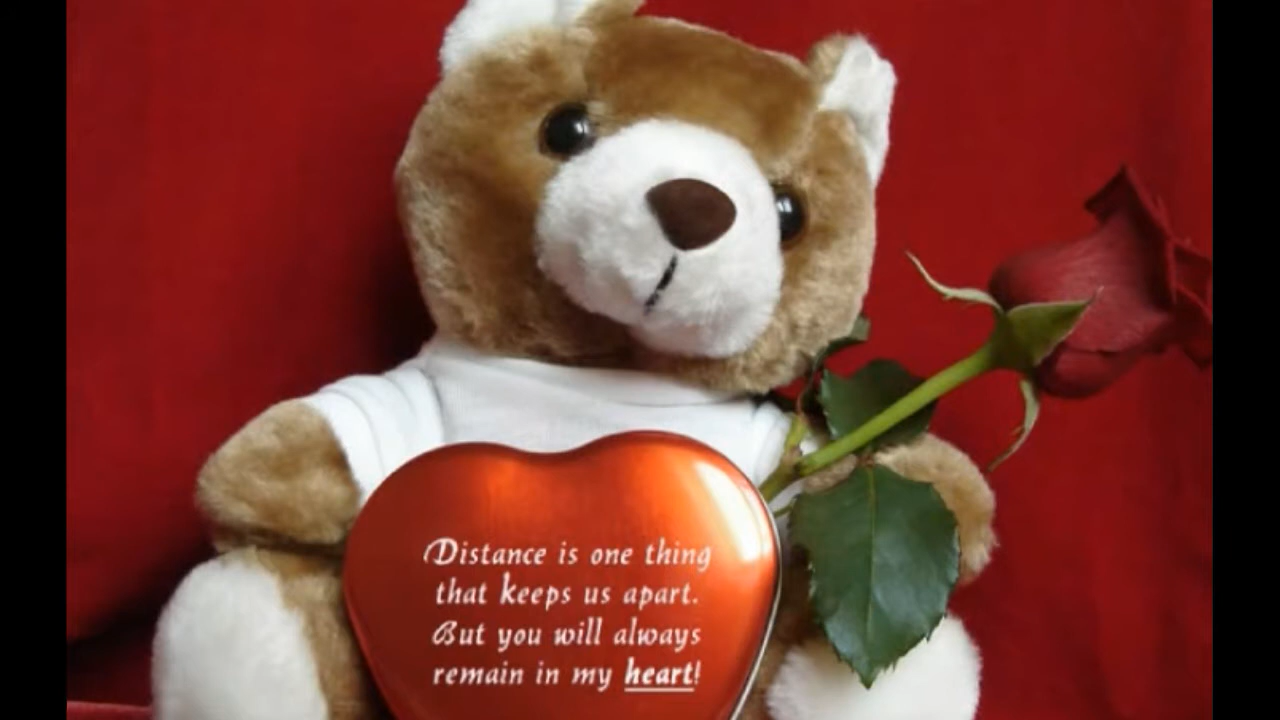 Distance is one thing
that keeps us apart.
But you will always
remain in my heart!